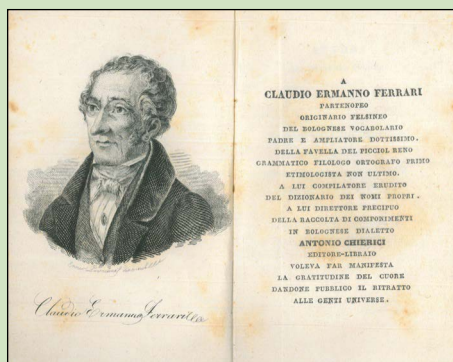 Claudio Ermanno Ferrari
A
CLAUDIO ERMANNO FERRARI
PARTENOPEO
ORIGINARIO FELSINEO
DEL BOLOGNESE VOCABOLARIO
PADRE E AMPLIATORE DOTTISSIMO.
DELLA FAVELLA DEL PICCIOL RENO
GRAMMATICO FILOLOGO ORTOGRAFO PRIMO
ETIMOLOGISTA NON ULTIMO.
A LUI COMPILATORE ERUDITO
DEL DIZIONARIO DEI NOMI PROPRI.
A LUI DIRETTORE PRECIPUO
DELLA RACCOLTA DI COMPONIMENTI
IN BOLOGNESE DIALETTO
ANTONIO CHIERICI
EDITORE-LIBRAIO
VOLEVA FAR MANIFESTA
LA GRATITUDINE DEL CUORE
DANDONE PUBBLICO IL RITRATTO
ALLE GENTI UNIVERSE.